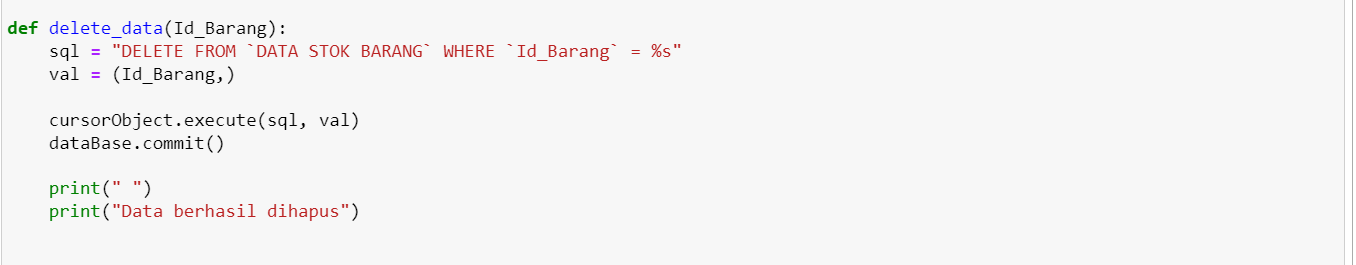 def delete_data(Id_Barang):
    sql = "DELETE FROM `DATA STOK BARANG` WHERE `Id_Barang` = %s"
    val = (Id_Barang,)
    cursorObject.execute(sql, val)
    dataBase.commit()
    print(" ")
    print("Data berhasil dihapus")